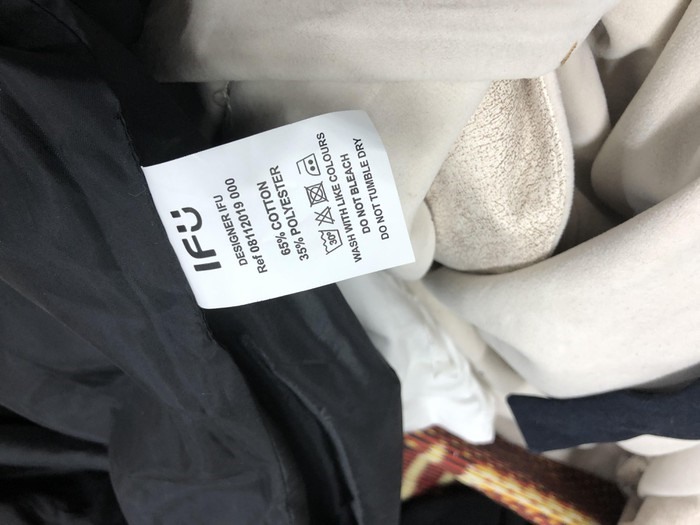 IFÜ
DESIGNER IFU
Ref 08112019 000
65% COTTON
35% POLYESTER
30°
WASH WITH LIKE COLOURS
DO NOT BLEACH
DO NOT TUMBLE DRY